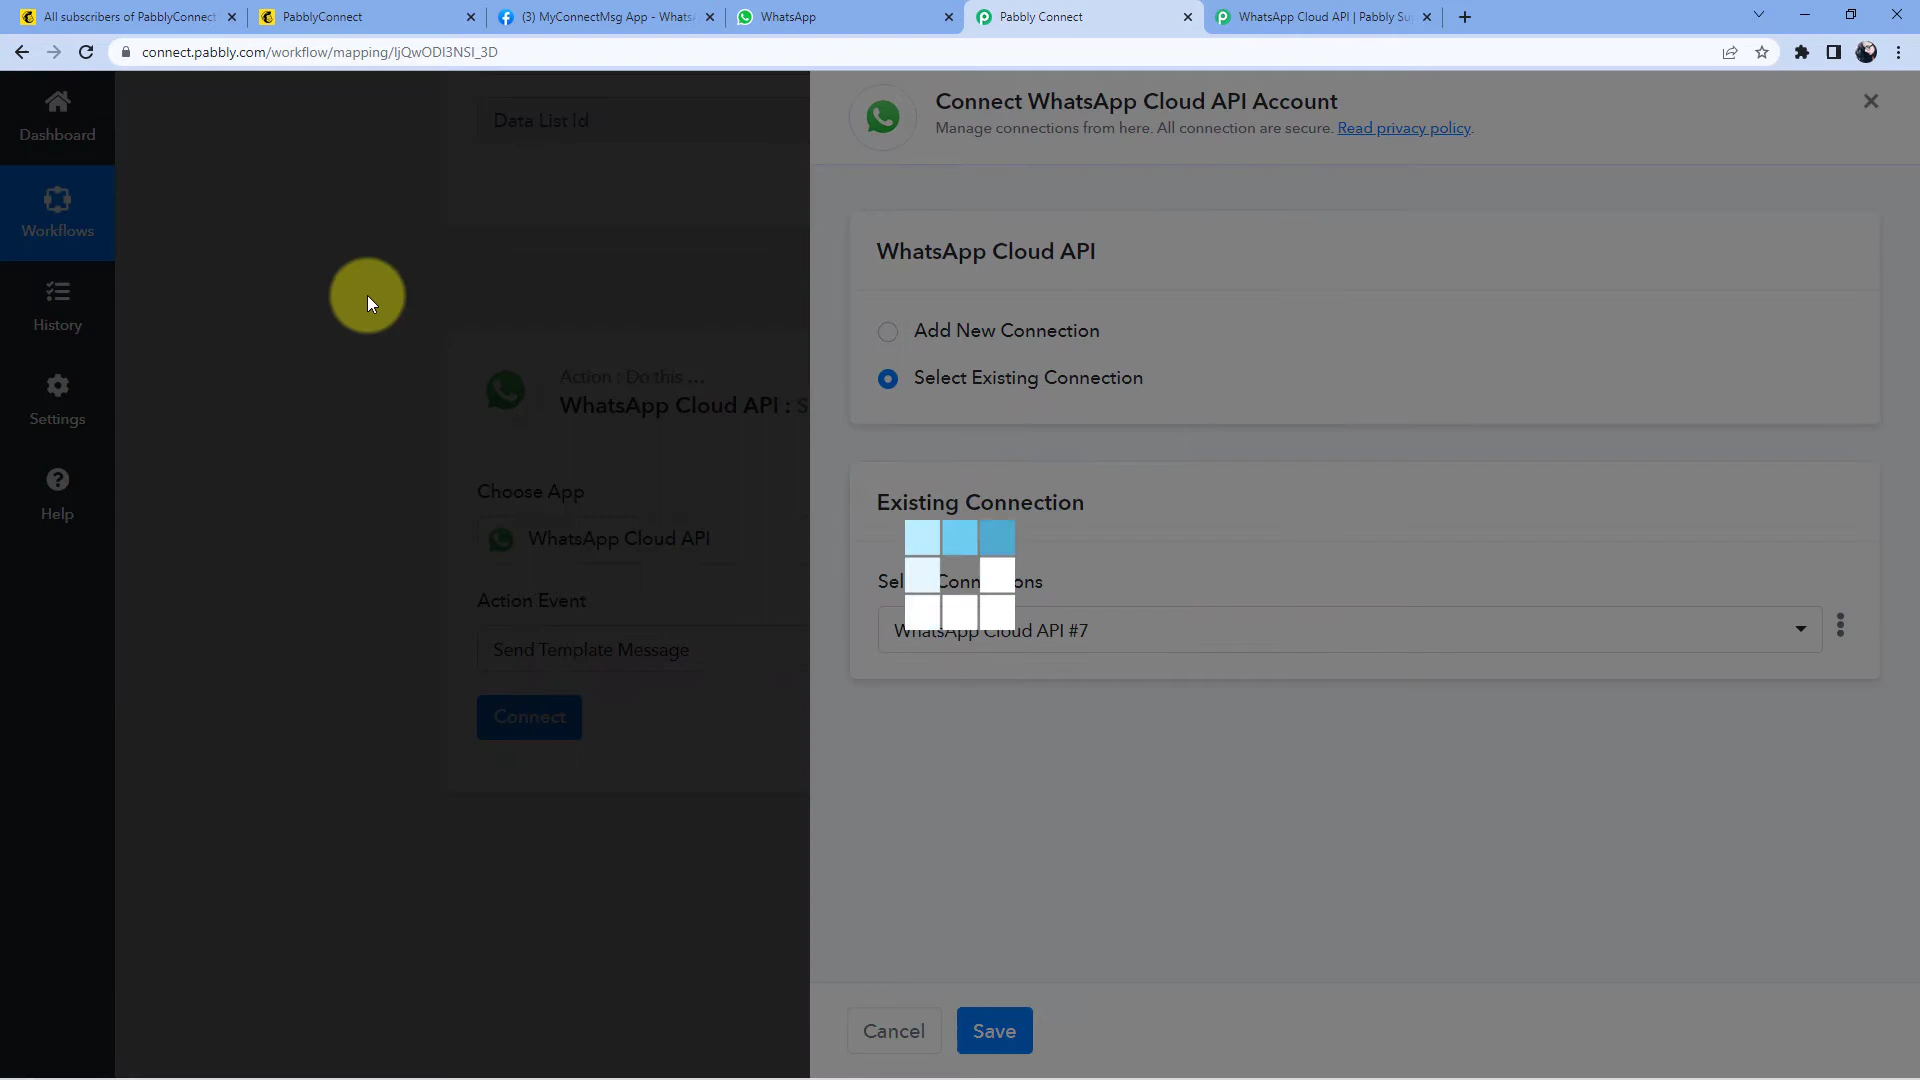 All subscribers of PabblyConnect
PabblyConnect
(3) MyConnectMsg App - Whats
WhatsApp
Pabbly Connect
WhatsApp Cloud API | Pabbly Su
connect.pabbly.com/workflow/mapping/IjQwODI3NSI_3D
Dashboard
Workflows
History
Settings
Help
Data List Id
Action : Do this ...
WhatsApp Cloud API : S
Choose App
WhatsApp Cloud API
Action Event
Send Template Message
Connect
Connect WhatsApp Cloud API Account
Manage connections from here. All connection are secure. Read privacy policy.
WhatsApp Cloud API
Add New Connection
Select Existing Connection
Existing Connection
WhatsApp Cloud API #7
Cancel
Save